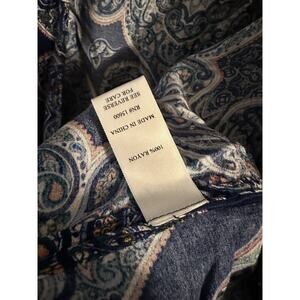 100% RAYON
MADE IN CHINA
RN# 15600
SEE REVERSE
FOR CARE